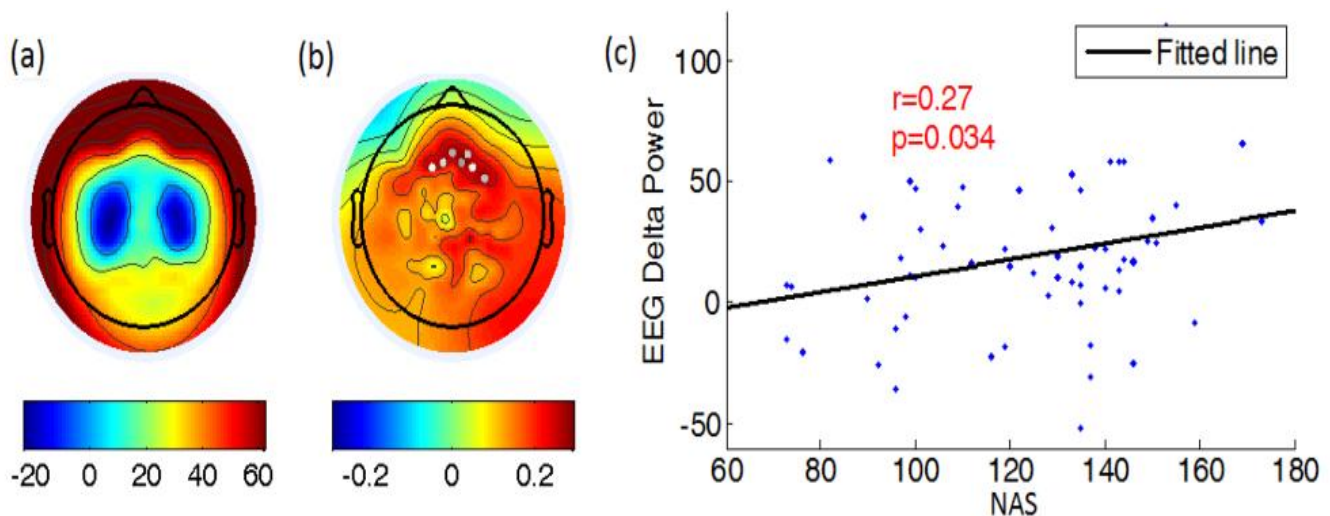 (a)
(b)
(c)
-20 0 20 40 60
-0.2 0 0.2
EEG Delta Power
100
50
0
-50
Fitted line
r=0.27
p=0.034
60 80 100 120 140 160 180
NAS